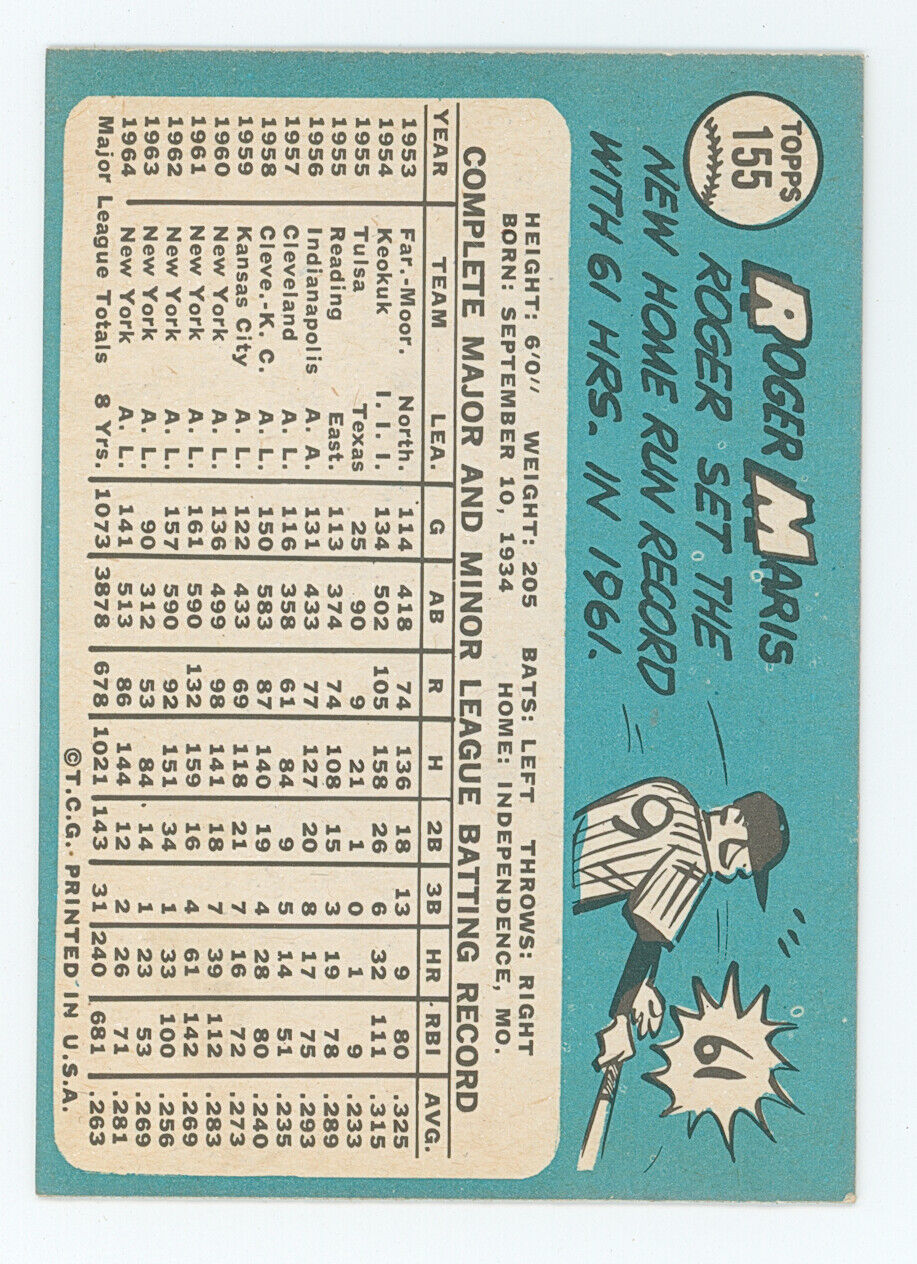 TOPPS
155
ROGER MARIS
ROGER SET THE
NEW HOME RUN RECORD
WITH 61 HRS. IN 1961.
9
61
HEIGHT: 6'0" WEIGHT: 205 BATS: LEFT THROWS: RIGHT
BORN: SEPTEMBER 10, 1934 HOME: INDEPENDENCE, MO.
COMPLETE MAJOR AND MINOR LEAGUE BATTING RECORD
YEAR TEAM LEA. G AB R H 2B 3B HR RBI AVG.
1953 Far.-Moor. North. 114 418 74 136 18 13 9 80 .325
1954 Keokuk I. I. I. 134 502 105 158 26 6 32 111 .315
1955 Tulsa Texas 25 90 9 21 1 0 1 9 .233
1955 Reading East. 113 374 74 108 15 3 19 78 .289
1956 Indianapolis A. A. 131 433 77 127 20 8 17 75 .293
1957 Cleveland A. L. 116 358 61 84 9 5 14 51 .235
1958 Cleve.-K. C. A. L. 150 583 87 140 19 4 28 80 .240
1959 Kansas City A. L. 122 433 69 118 21 7 16 72 .273
1960 New York A. L. 136 499 98 141 18 7 39 112 .283
1961 New York A. L. 161 590 132 159 16 4 61 142 .269
1962 New York A. L. 157 590 92 151 34 1 33 100 .256
1963 New York A. L. 90 312 53 84 14 1 23 53 .269
1964 New York A. L. 141 513 86 144 12 2 26 71 .281
Major League Totals 8 Yrs. 1073 3878 678 1021 143 31 240 681 .263
©T.C.G. PRINTED IN U.S.A.